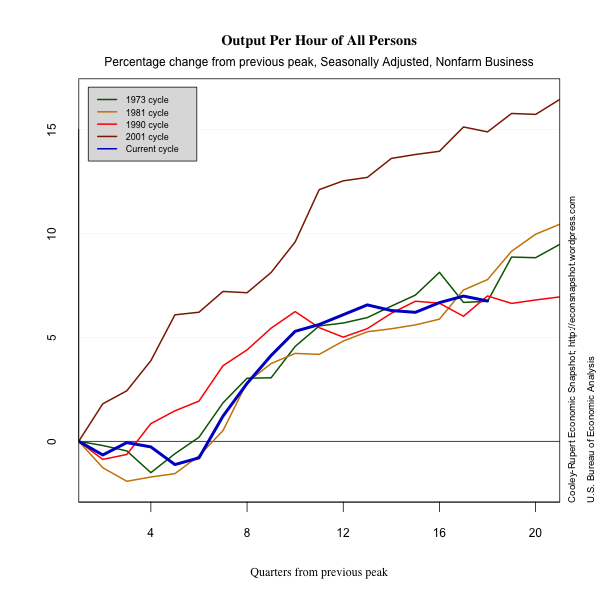 Output Per Hour of All Persons
Percentage change from previous peak, Seasonally Adjusted, Nonfarm Business
1973 cycle
1981 cycle
1990 cycle
2001 cycle
Current cycle
15
10
5
0
4
8
12
16
20
Quarters from previous peak
Cooley-Rupert Economic Snapshot; http://econsnapshot.wordpress.com
U.S. Bureau of Economic Analysis